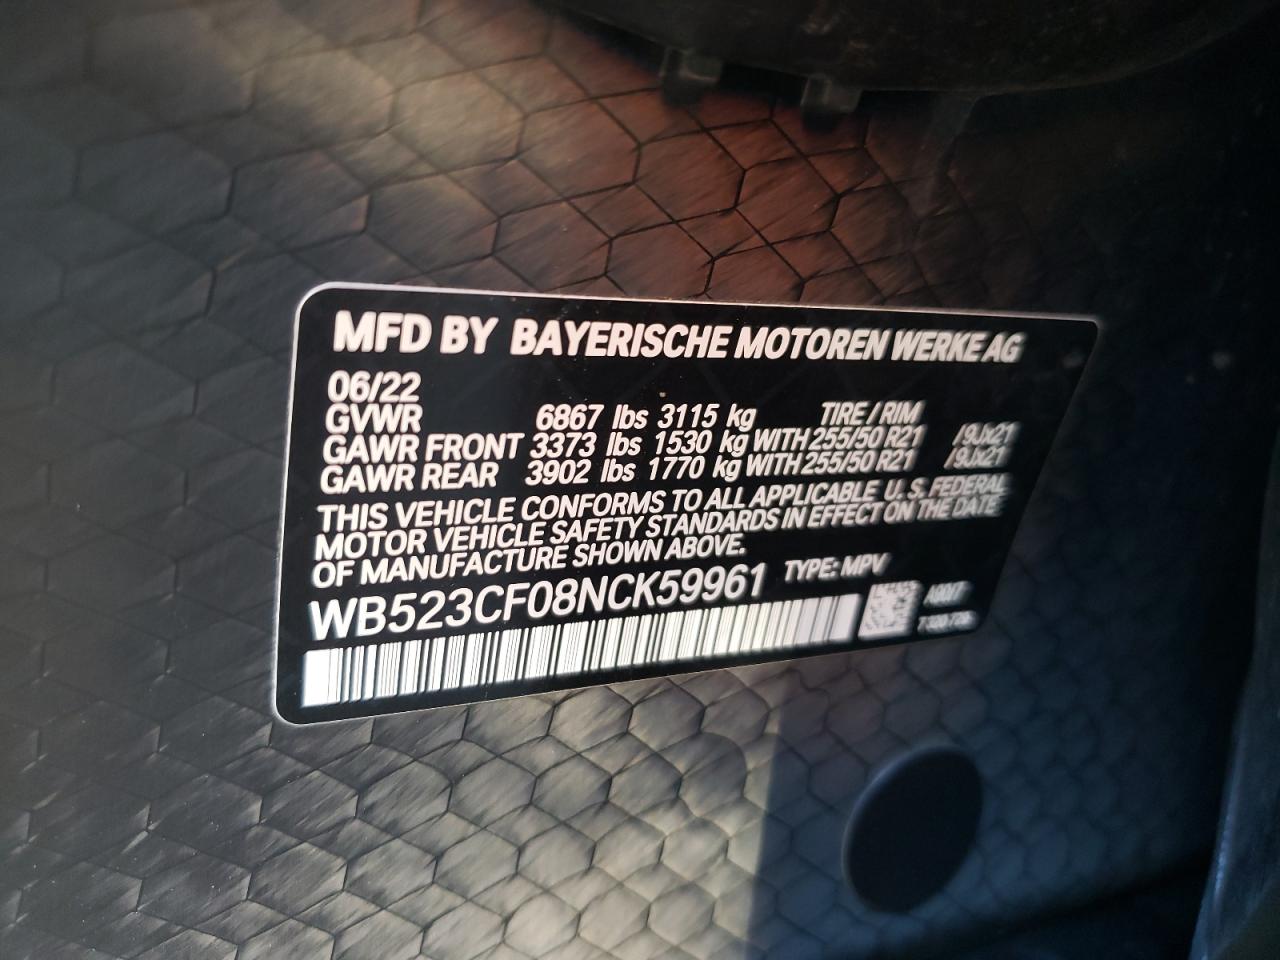 MFD BY BAYERISCHE MOTOREN WERKE AG
06/22
GVWR 6867 lbs 3115 kg TIRE / RIM
GAWR FRONT 3373 lbs 1530 kg WITH 255/50 R21 /9Jx21
GAWR REAR 3902 lbs 1770 kg WITH 255/50 R21 /9Jx21
THIS VEHICLE CONFORMS TO ALL APPLICABLE U.S. FEDERAL
MOTOR VEHICLE SAFETY STANDARDS IN EFFECT ON THE DATE
OF MANUFACTURE SHOWN ABOVE.
WB523CF08NCK59961 TYPE: MPV